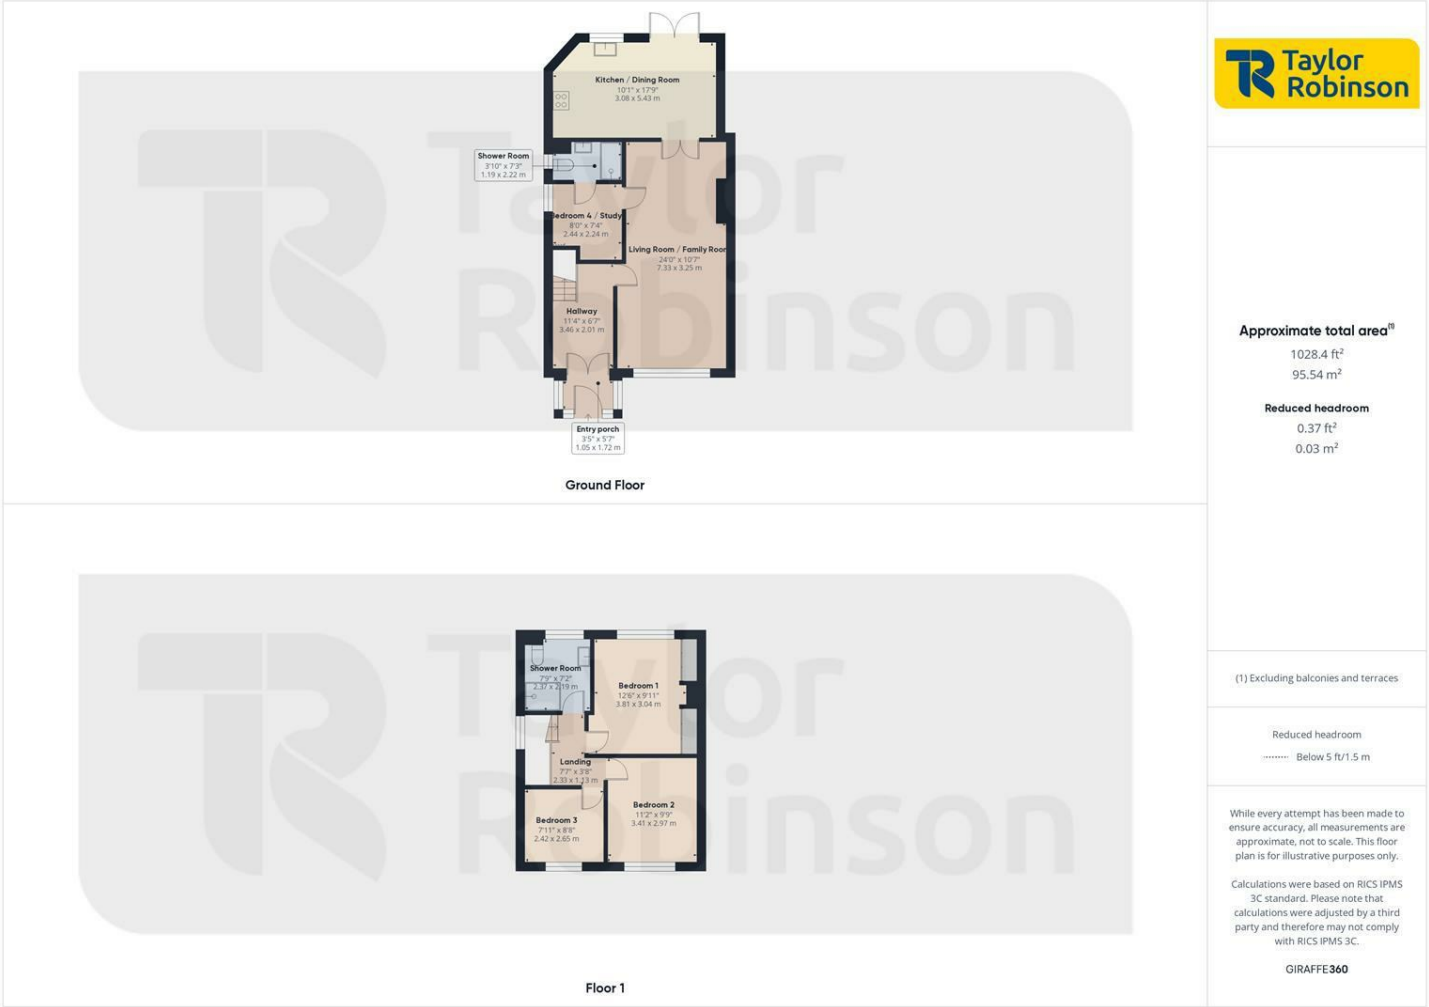 Kitchen / Dining Room
10'1" x 17'9"
3.08 x 5.43 m
Shower Room
3'10" x 7'3"
1.19 x 2.22 m
Bedroom 4 / Study
8'0" x 7'4"
2.44 x 2.24 m
Living Room / Family Room
24'0" x 10'7"
7.33 x 3.25 m
Hallway
11'4" x 6'7"
3.46 x 2.01 m
Entry porch
3'5" x 5'7"
1.05 x 1.72 m
Taylor
Robinson
Ground Floor
Shower Room
7'9" x 7'2"
2.37 x 2.19 m
Bedroom 1
12'6" x 9'11"
3.81 x 3.04 m
Landing
7'7" x 3'8"
2.33 x 1.13 m
Bedroom 2
11'2" x 9'9"
3.41 x 2.97 m
Bedroom 3
7'11" x 8'8"
2.42 x 2.65 m
Taylor
Robinson
Floor 1
TR Taylor
Robinson
Approximate total area(1)
1028.4 ft²
95.54 m²
Reduced headroom
0.37 ft²
0.03 m²
(1) Excluding balconies and terraces
Reduced headroom
Below 5 ft/1.5 m
While every attempt has been made to
ensure accuracy, all measurements are
approximate, not to scale. This floor
plan is for illustrative purposes only.
Calculations were based on RICS IPMS
3C standard. Please note that
calculations were adjusted by a third
party and therefore may not comply
with RICS IPMS 3C.
GIRAFFE360